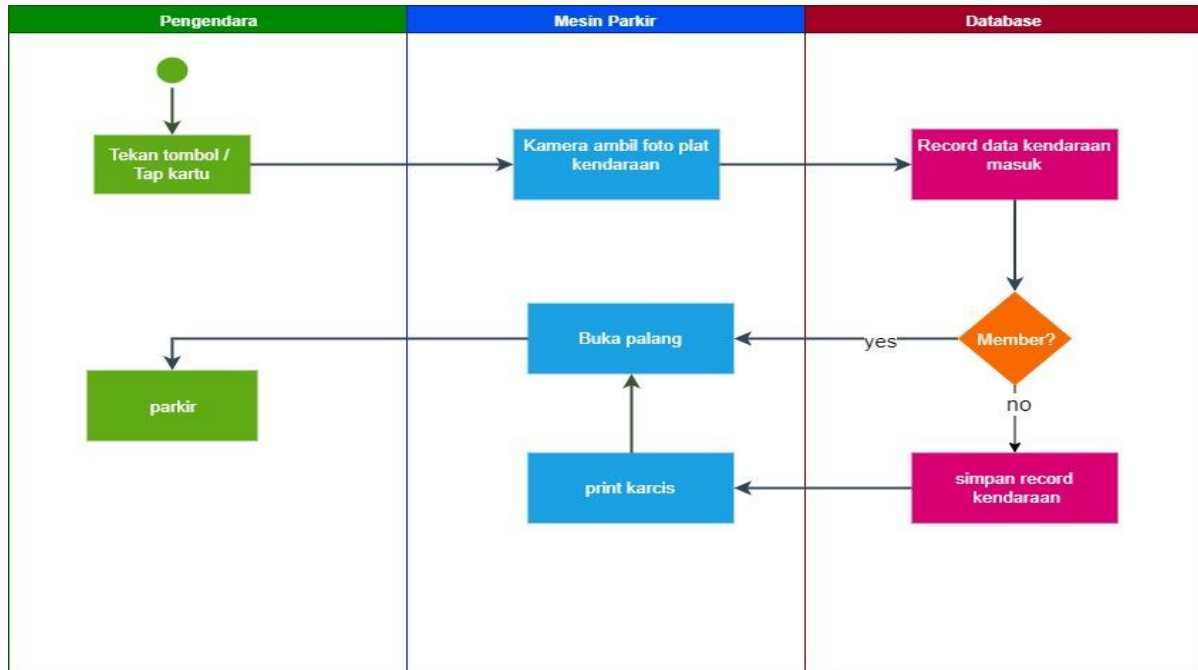 Pengendara
Mesin Parkir
Database
Tekan tombol /
Tap kartu
Kamera ambil foto plat
kendaraan
Record data kendaraan
masuk
Buka palang
yes
Member?
parkir
no
print karcis
simpan record
kendaraan